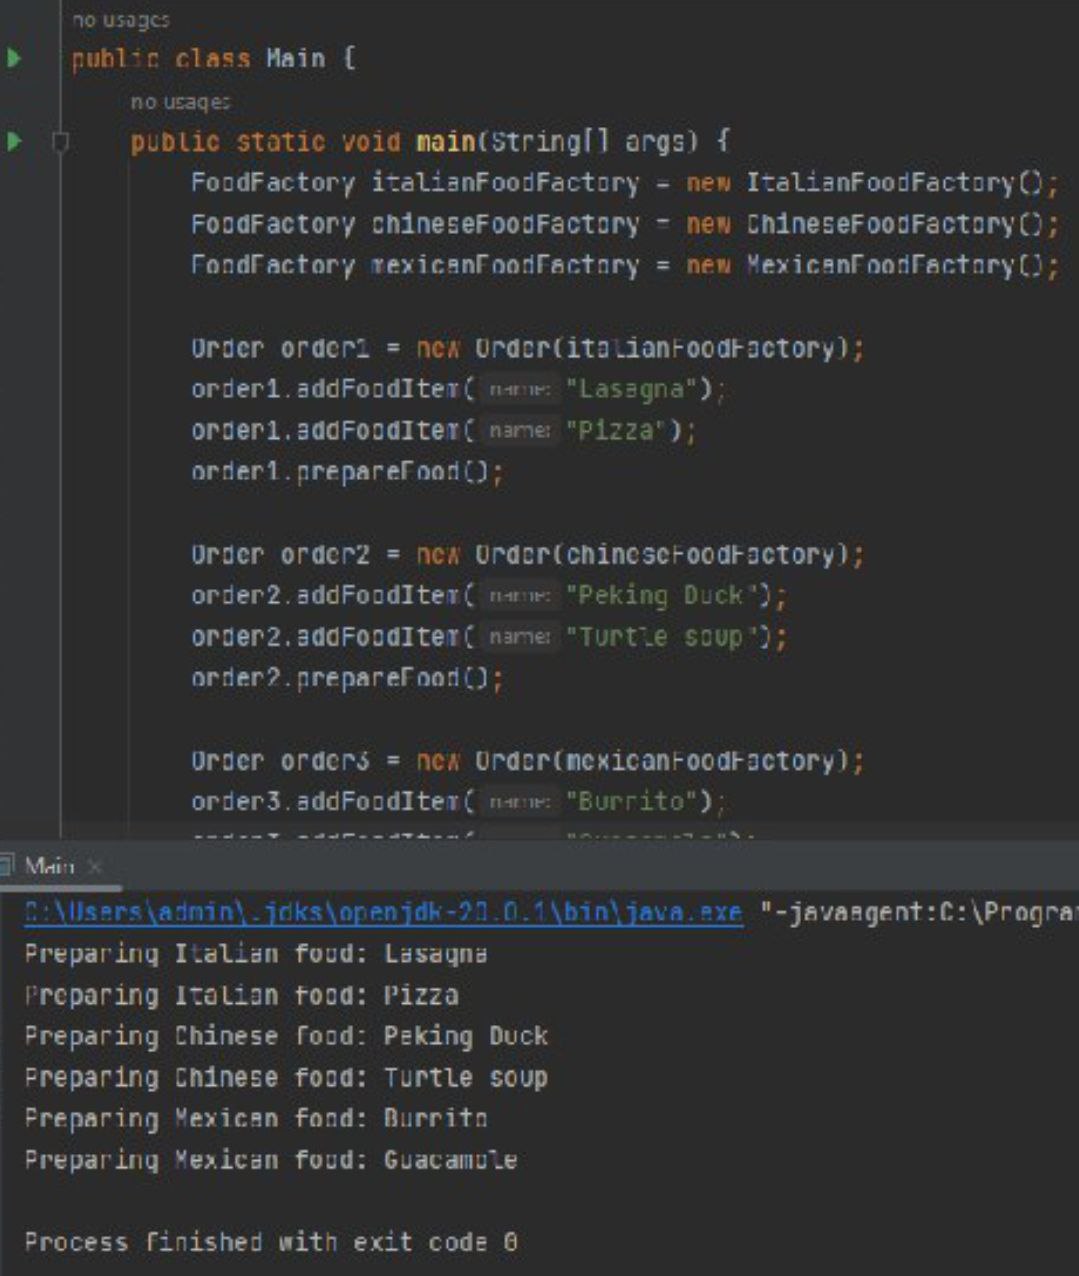 no usages
public class Main {
no usages
public static void main(String[] args) {
FoodFactory italianFoodFactory = new ItalianFoodFactory();
FoodFactory chineseFoodFactory = new ChineseFoodFactory();
FoodFactory mexicanFoodFactory = new MexicanFoodFactory();
Order order1 = new Order(italianFoodFactory);
order1.addFoodItem( name: "Lasagna");
order1.addFoodItem( name: "Pizza");
order1.prepareFood();
Order order2 = new Order(chineseFoodFactory);
order2.addFoodItem( name: "Peking Duck");
order2.addFoodItem( name: "Turtle soup");
order2.prepareFood();
Order order3 = new Order(mexicanFoodFactory);
order3.addFoodItem( name: "Burrito");
Main
C:\Users\admin\.jdks\openjdk-20.0.1\bin\java.exe "-javaagent:C:\Program
Preparing Italian food: Lasagna
Preparing Italian food: Pizza
Preparing Chinese food: Peking Duck
Preparing Chinese food: Turtle soup
Preparing Mexican food: Burrito
Preparing Mexican food: Guacamole
Process finished with exit code 0